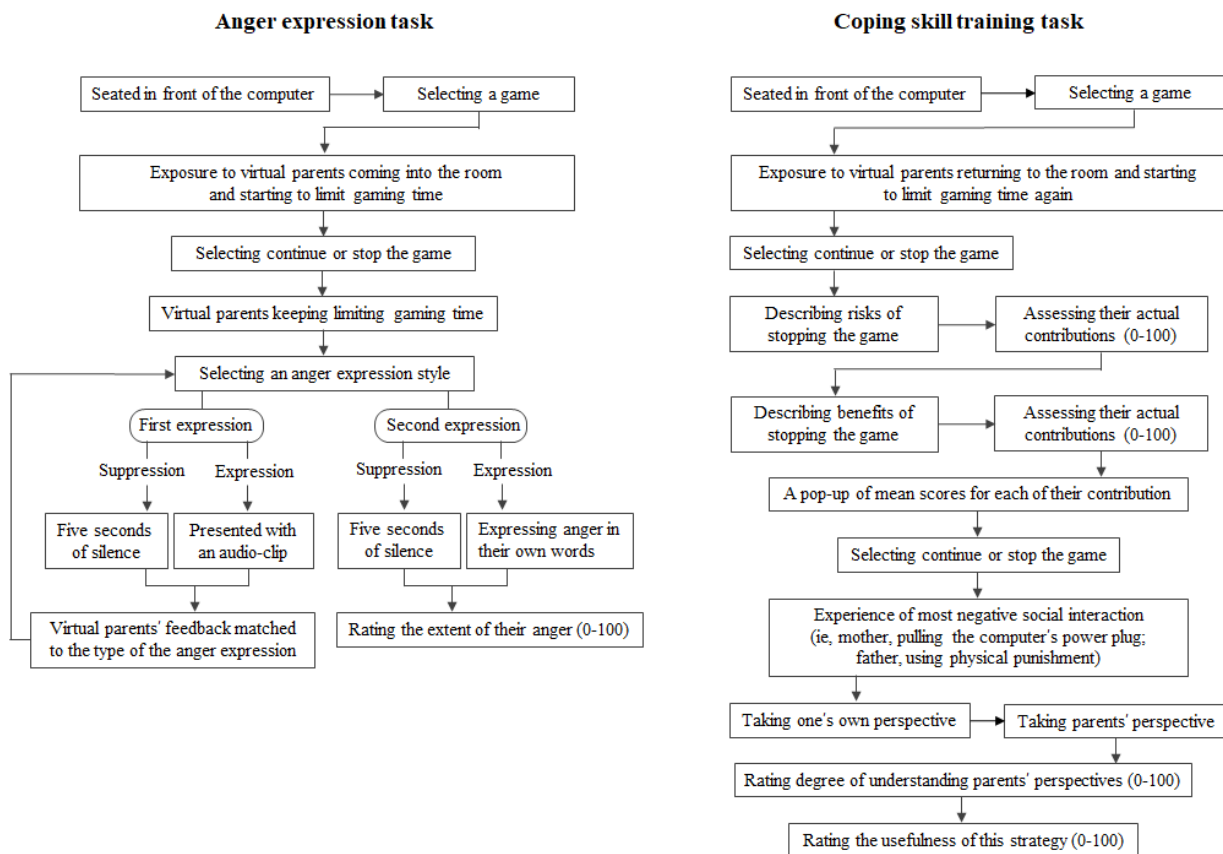 Anger expression task
Seated in front of the computer
Selecting a game
Exposure to virtual parents coming into the room
and starting to limit gaming time
Selecting continue or stop the game
Virtual parents keeping limiting gaming time
Selecting an anger expression style
First expression
Second expression
Suppression
Expression
Suppression
Expression
Five seconds
of silence
Presented with
an audio-clip
Five seconds
of silence
Expressing anger in
their own words
Virtual parents' feedback matched
to the type of the anger expression
Rating the extent of their anger (0-100)
Coping skill training task
Seated in front of the computer
Selecting a game
Exposure to virtual parents returning to the room and starting
to limit gaming time again
Selecting continue or stop the game
Describing risks of
stopping the game
Assessing their actual
contributions (0-100)
Describing benefits of
stopping the game
Assessing their actual
contributions (0-100)
A pop-up of mean scores for each of their contribution
Selecting continue or stop the game
Experience of most negative social interaction
(ie, mother, pulling the computer's power plug;
father, using physical punishment)
Taking one's own perspective
Taking parents' perspective
Rating degree of understanding parents' perspectives (0-100)
Rating the usefulness of this strategy (0-100)